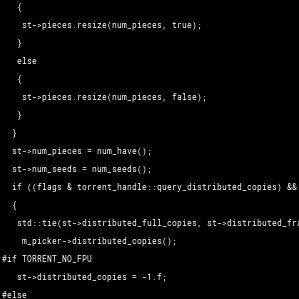 {
st->pieces.resize(num_pieces, true);
}
else
{
st->pieces.resize(num_pieces, false);
}
}
st->num_pieces = num_have();
st->num_seeds = num_seeds();
if ((flags & torrent_handle::query_distributed_copies) &&
{
std::tie(st->distributed_full_copies, st->distributed_fra
m_picker->distributed_copies();
#if TORRENT_NO_FPU
st->distributed_copies = -1.f;
#else